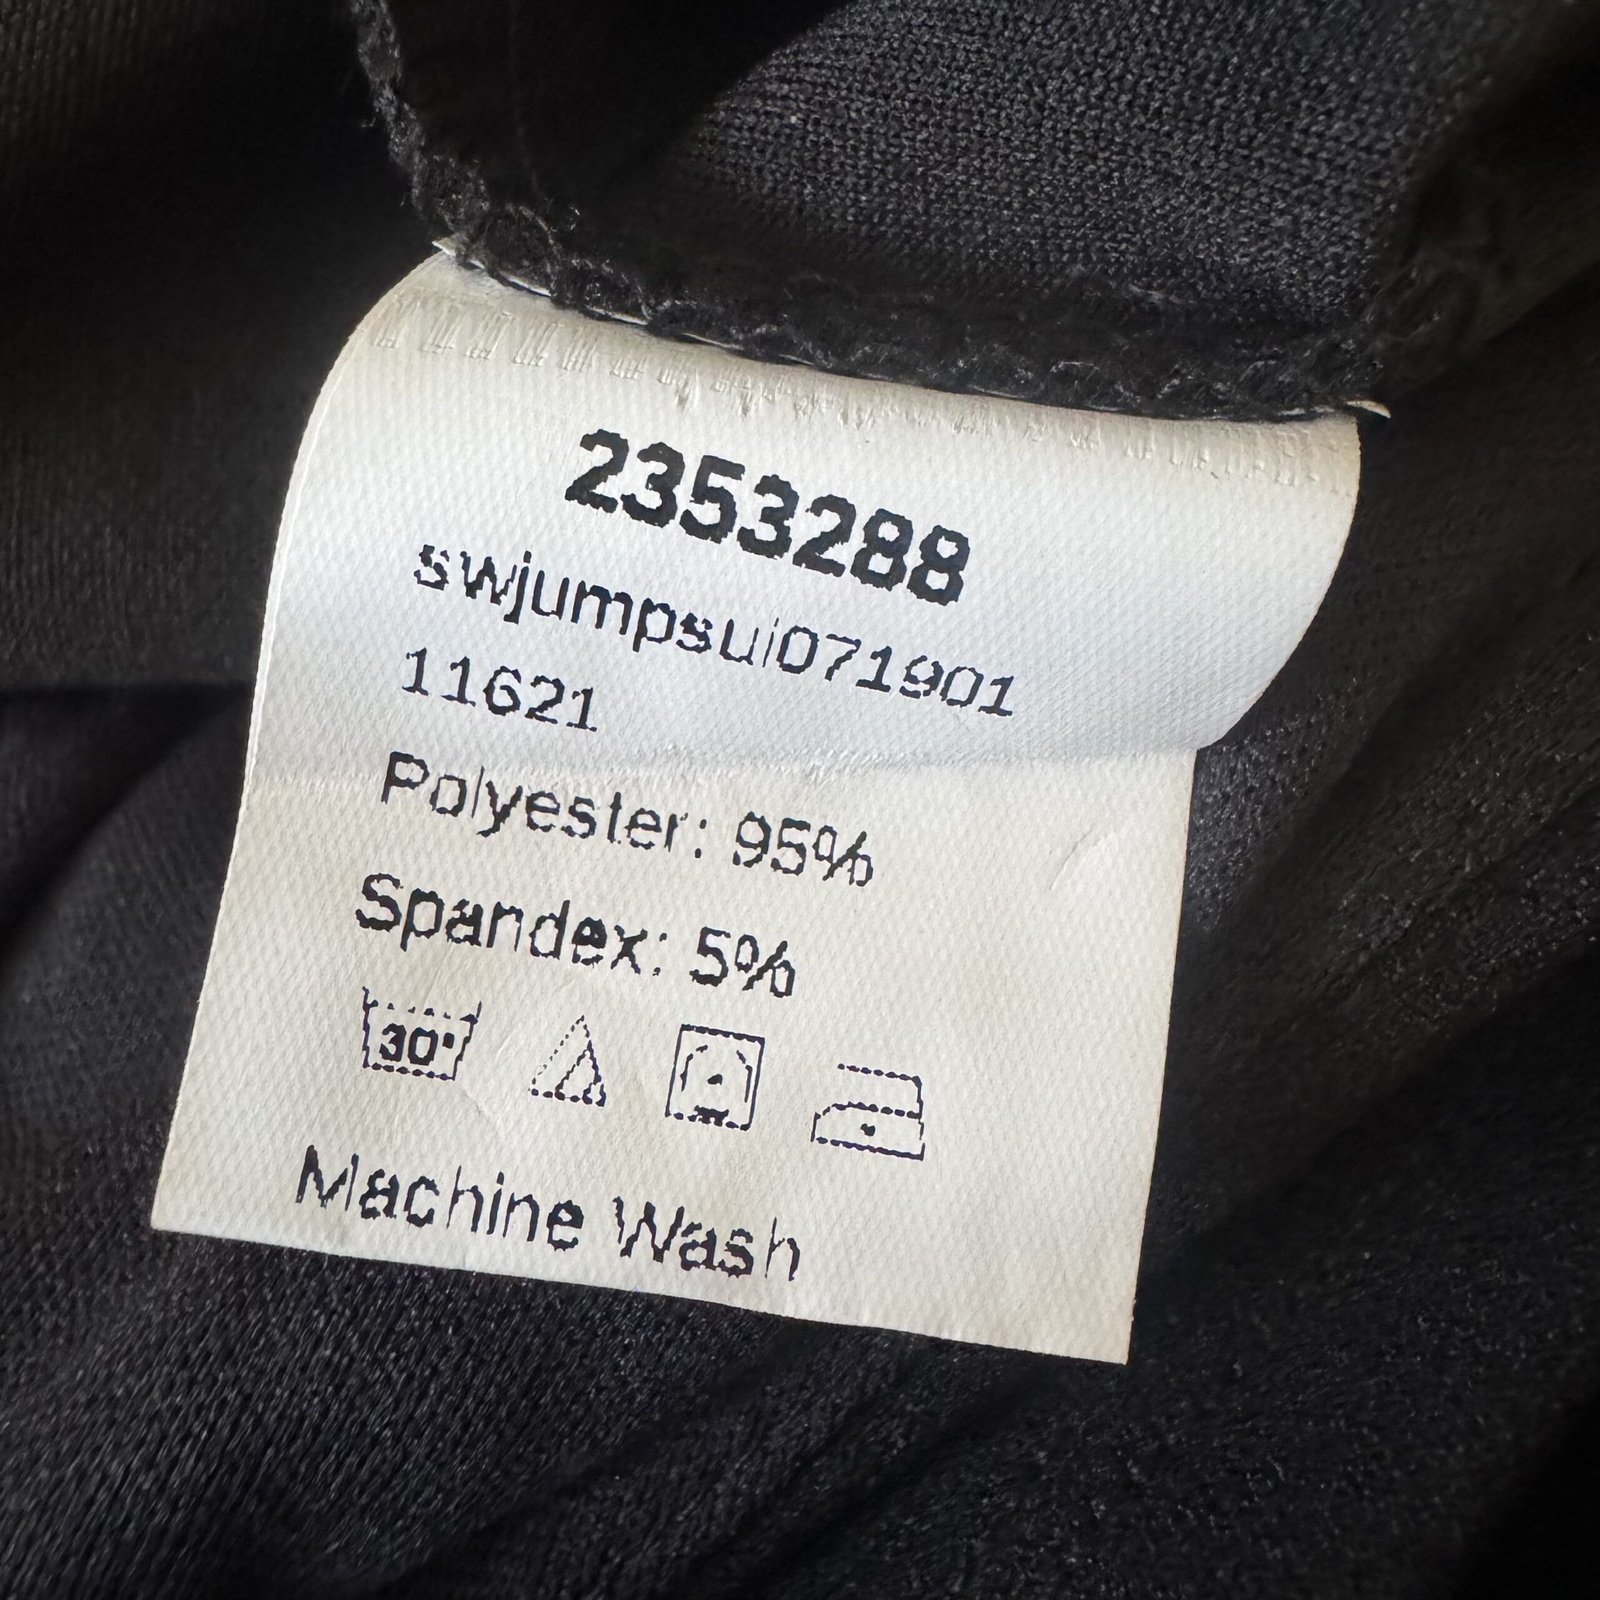 2353288
swjumpsui071901
11621
Polyester: 95%
Spandex: 5%
30°
Machine Wash